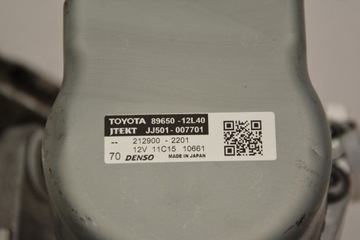 TOYOTA 89650-12L40
JTEKT JJ501-007701
-- 212900-2201
12V 11C15 10661
70 DENSO MADE IN JAPAN